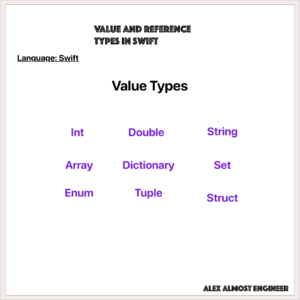 VALUE AND REFERENCE
TYPES IN SWIFT
Language: Swift
Value Types
Int Double String
Array Dictionary Set
Enum Tuple Struct
ALEX ALMOST ENGINEER